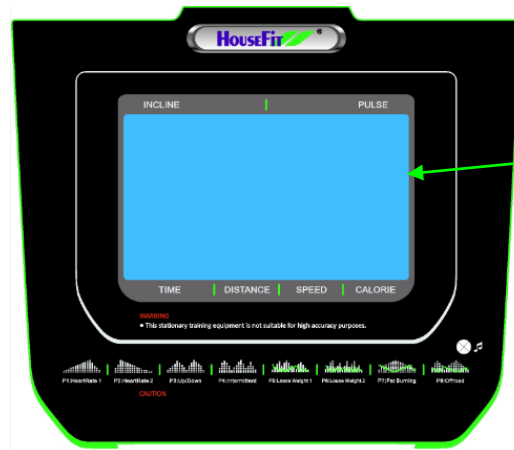 HouseFit ®
INCLINE PULSE
TIME DISTANCE SPEED CALORIE
WARNING
● This stationary training equipment is not suitable for high accuracy purposes.
P1:HeartRate 1 P2:HeartRate 2 P3:Up/Down P4:Intermittent P5:Loose Weight 1 P6:Loose Weight 2 P7:Fat Burning P8:Offroad
CAUTION